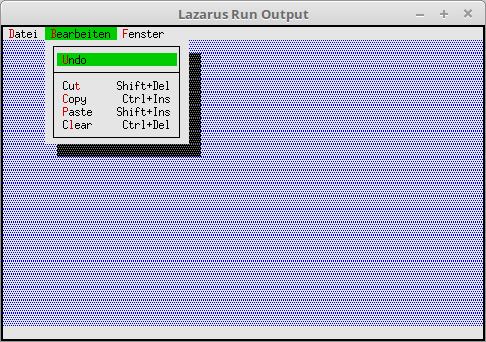 Lazarus Run Output
Datei Bearbeiten Fenster
Undo
Cut Shift+Del
Copy Ctrl+Ins
Paste Shift+Ins
Clear Ctrl+Del